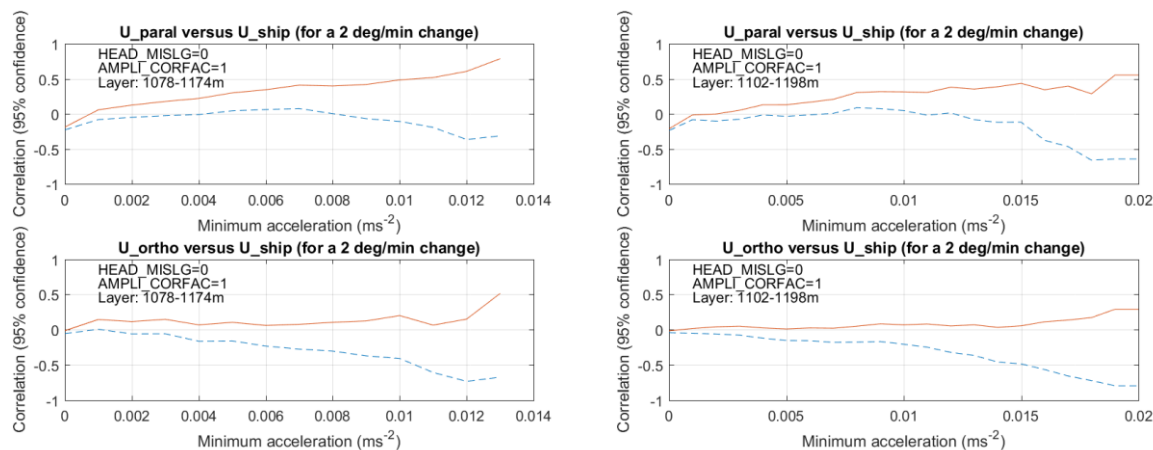 U_paral versus U_ship (for a 2 deg/min change)
HEAD_MISLG=0
AMPLI_CORFAC=1
Layer: 1078-1174m
Correlation (95% confidence)
1
0.5
0
-0.5
-1
0 0.002 0.004 0.006 0.008 0.01 0.012 0.014
Minimum acceleration (ms-2)
U_paral versus U_ship (for a 2 deg/min change)
HEAD_MISLG=0
AMPLI_CORFAC=1
Layer: 1102-1198m
Correlation (95% confidence)
1
0.5
0
-0.5
-1
0 0.005 0.01 0.015 0.02
Minimum acceleration (ms-2)
U_ortho versus U_ship (for a 2 deg/min change)
HEAD_MISLG=0
AMPLI_CORFAC=1
Layer: 1078-1174m
Correlation (95% confidence)
1
0.5
0
-0.5
-1
0 0.002 0.004 0.006 0.008 0.01 0.012 0.014
Minimum acceleration (ms-2)
U_ortho versus U_ship (for a 2 deg/min change)
HEAD_MISLG=0
AMPLI_CORFAC=1
Layer: 1102-1198m
Correlation (95% confidence)
1
0.5
0
-0.5
-1
0 0.005 0.01 0.015 0.02
Minimum acceleration (ms-2)